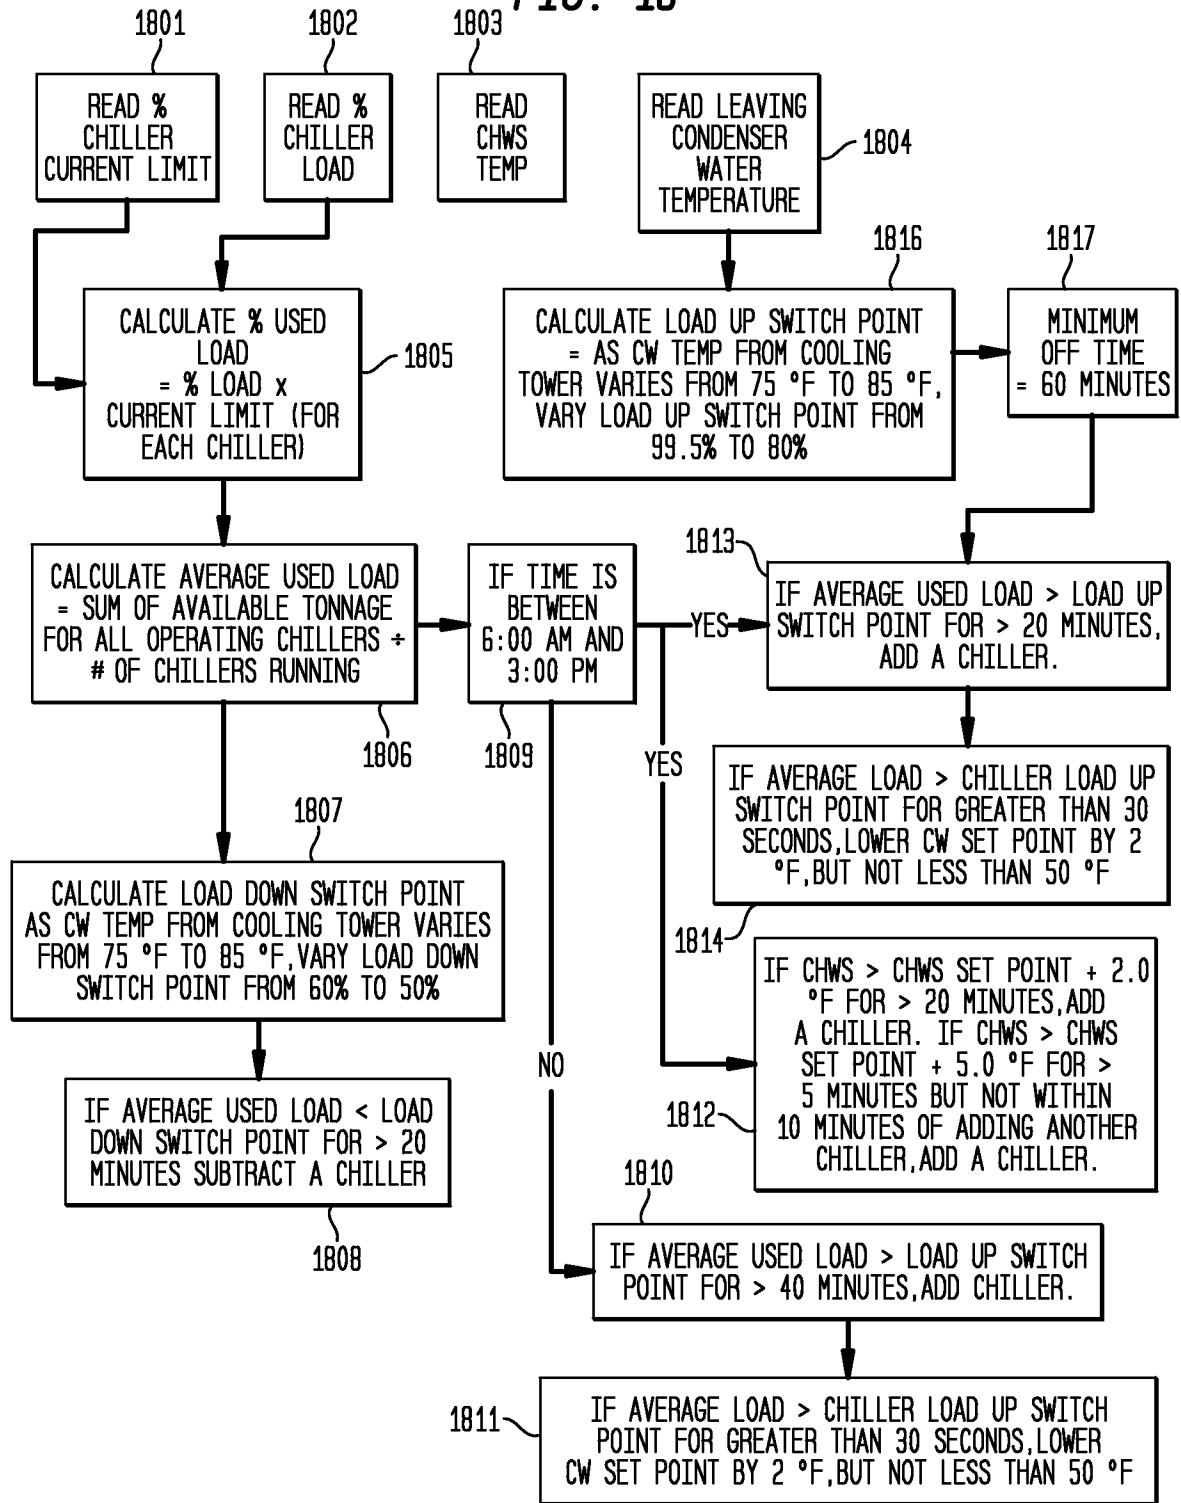 FIG. 18
1801
1802
1803
READ %
CHILLER
CURRENT LIMIT
READ %
CHILLER
LOAD
READ
CHWS
TEMP
READ LEAVING
CONDENSER
WATER
TEMPERATURE
1804
1816
1817
CALCULATE % USED
LOAD
= % LOAD x
CURRENT LIMIT (FOR
EACH CHILLER)
1805
CALCULATE LOAD UP SWITCH POINT
= AS CW TEMP FROM COOLING
TOWER VARIES FROM 75 °F TO 85 °F,
VARY LOAD UP SWITCH POINT FROM
99.5% TO 80%
MINIMUM
OFF TIME
= 60 MINUTES
CALCULATE AVERAGE USED LOAD
= SUM OF AVAILABLE TONNAGE
FOR ALL OPERATING CHILLERS ÷
# OF CHILLERS RUNNING
1806
IF TIME IS
BETWEEN
6:00 AM AND
3:00 PM
1809
YES
1813
IF AVERAGE USED LOAD > LOAD UP
SWITCH POINT FOR > 20 MINUTES,
ADD A CHILLER.
YES
IF AVERAGE LOAD > CHILLER LOAD UP
SWITCH POINT FOR GREATER THAN 30
SECONDS,LOWER CW SET POINT BY 2
°F,BUT NOT LESS THAN 50 °F
1814
1807
CALCULATE LOAD DOWN SWITCH POINT
AS CW TEMP FROM COOLING TOWER VARIES
FROM 75 °F TO 85 °F,VARY LOAD DOWN
SWITCH POINT FROM 60% TO 50%
IF CHWS > CHWS SET POINT + 2.0
°F FOR > 20 MINUTES,ADD
A CHILLER. IF CHWS > CHWS
SET POINT + 5.0 °F FOR >
5 MINUTES BUT NOT WITHIN
10 MINUTES OF ADDING ANOTHER
CHILLER,ADD A CHILLER.
1812
NO
IF AVERAGE USED LOAD < LOAD
DOWN SWITCH POINT FOR > 20
MINUTES SUBTRACT A CHILLER
1808
1810
IF AVERAGE USED LOAD > LOAD UP SWITCH
POINT FOR > 40 MINUTES,ADD CHILLER.
1811
IF AVERAGE LOAD > CHILLER LOAD UP SWITCH
POINT FOR GREATER THAN 30 SECONDS,LOWER
CW SET POINT BY 2 °F,BUT NOT LESS THAN 50 °F